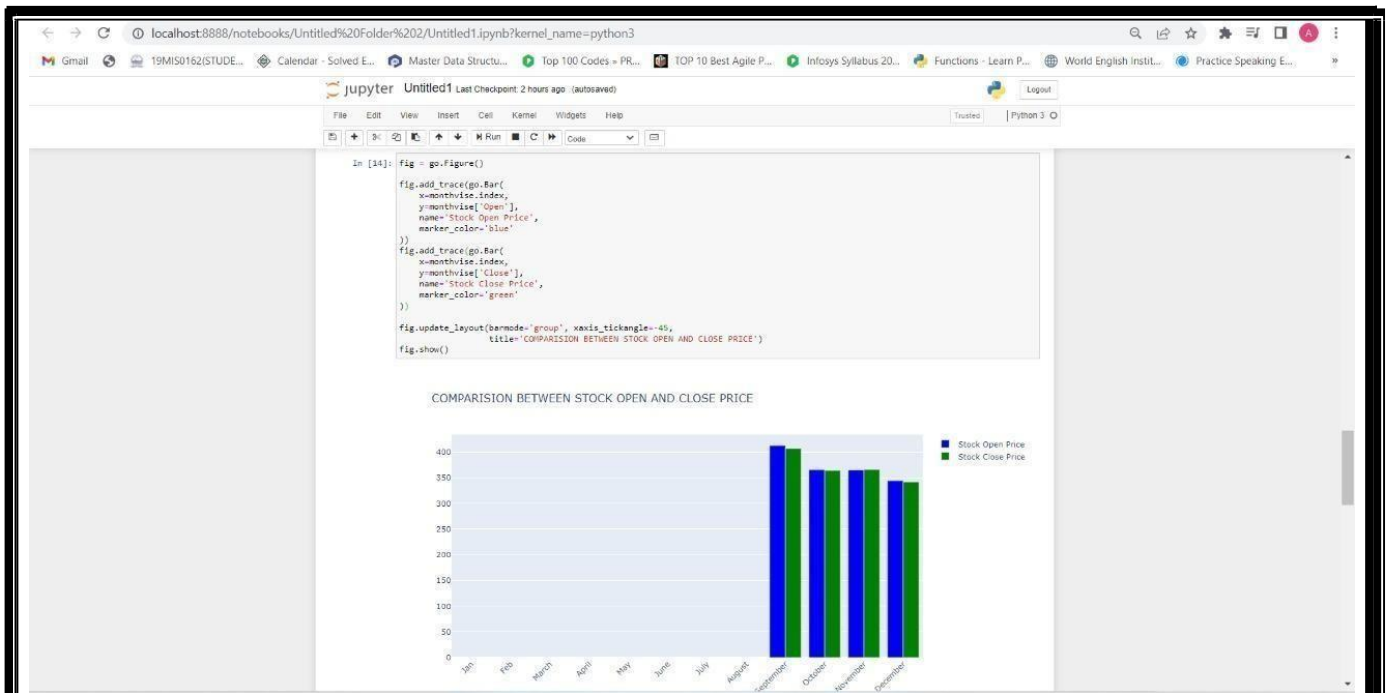 localhost:8888/notebooks/Untitled%20Folder%202/Untitled1.ipynb?kernel_name=python3
A
Gmail 19MIS0162(STUDE... Calendar - Solved E... Master Data Structu... Top 100 Codes » PR... TOP 10 Best Agile P... Infosys Syllabus 20... Functions - Learn P... World English Instit... Practice Speaking E... »
jupyter Untitled1 Last Checkpoint: 2 hours ago (autosaved) Logout
File Edit View Insert Cell Kernel Widgets Help Trusted Python 3
Run Code
In [14]: fig = go.Figure()
fig.add_trace(go.Bar(
x=monthvise.index,
y=monthvise['Open'],
name='Stock Open Price',
marker_color='blue'
))
fig.add_trace(go.Bar(
x=monthvise.index,
y=monthvise['Close'],
name='Stock Close Price',
marker_color='green'
))
fig.update_layout(barmode='group', xaxis_tickangle=-45,
title='COMPARISION BETWEEN STOCK OPEN AND CLOSE PRICE')
fig.show()
COMPARISION BETWEEN STOCK OPEN AND CLOSE PRICE
Stock Open Price
Stock Close Price
400
350
300
250
200
150
100
50
0
Jan Feb March April May June July August September October November December